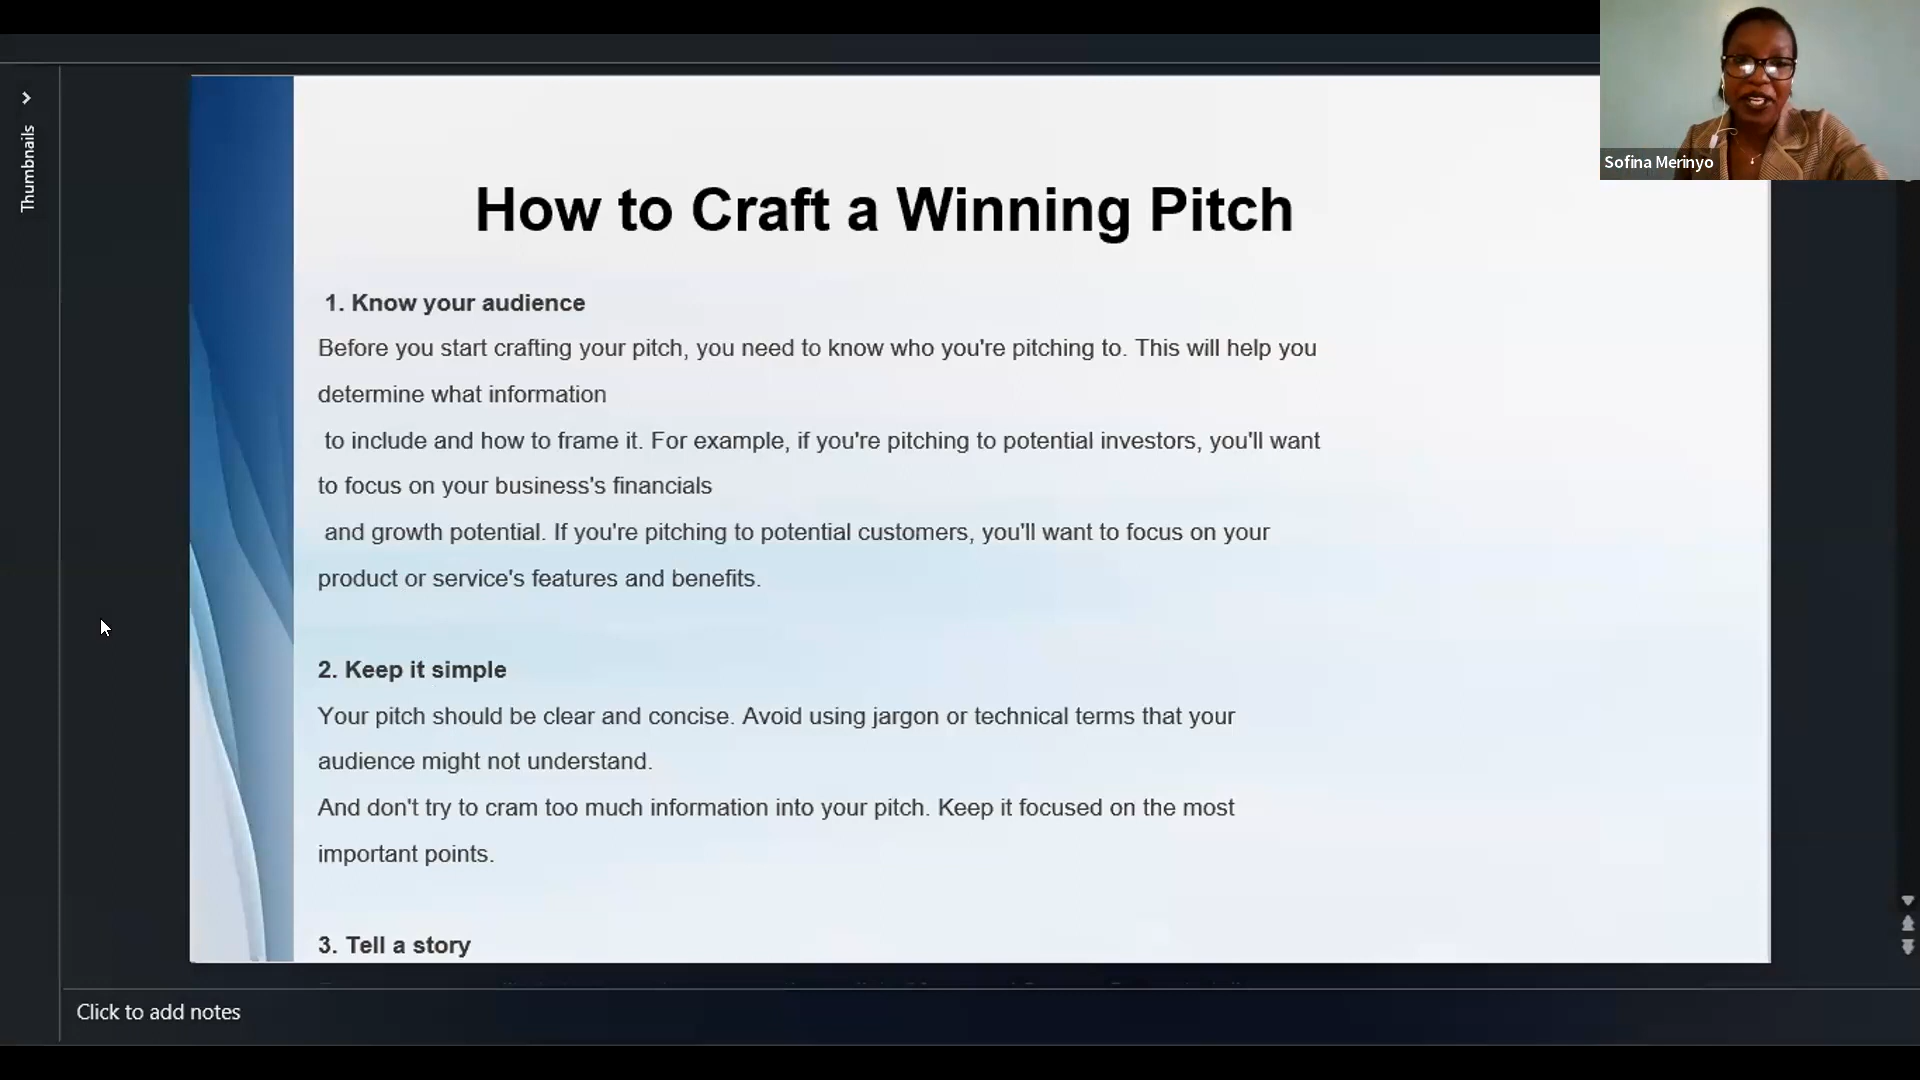 Thumbnails
Sofina Merinyo
How to Craft a Winning Pitch
1. Know your audience
Before you start crafting your pitch, you need to know who you're pitching to. This will help you
determine what information
to include and how to frame it. For example, if you're pitching to potential investors, you'll want
to focus on your business's financials
and growth potential. If you're pitching to potential customers, you'll want to focus on your
product or service's features and benefits.
2. Keep it simple
Your pitch should be clear and concise. Avoid using jargon or technical terms that your
audience might not understand.
And don't try to cram too much information into your pitch. Keep it focused on the most
important points.
3. Tell a story
Click to add notes